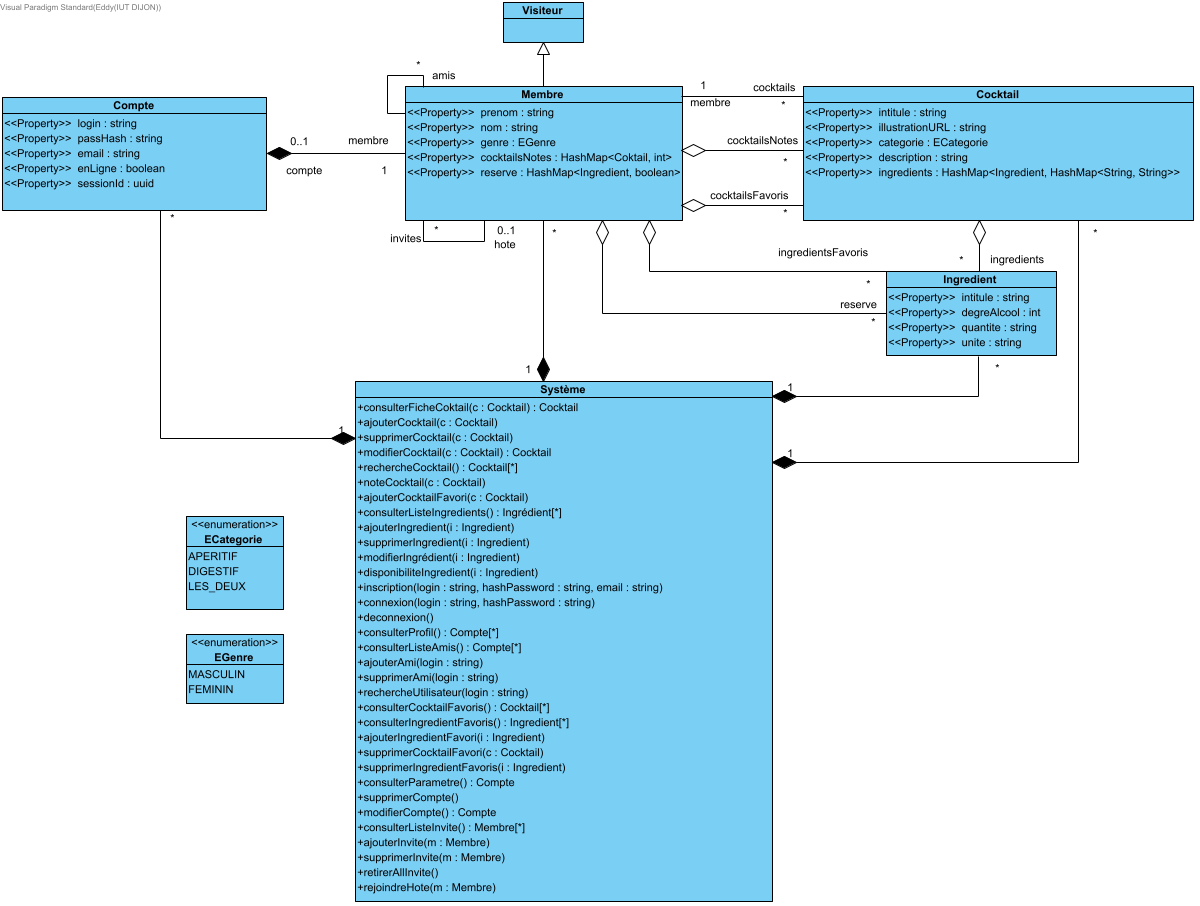 Visual Paradigm Standard(Eddy(IUT DIJON))
Visiteur
*
amis
Compte
<<Property>> login : string
<<Property>> passHash : string
<<Property>> email : string
<<Property>> enLigne : boolean
<<Property>> sessionId : uuid
0..1
membre
compte
1
Membre
<<Property>> prenom : string
<<Property>> nom : string
<<Property>> genre : EGenre
<<Property>> cocktailsNotes : HashMap<Coktail, int>
<<Property>> reserve : HashMap<Ingredient, boolean>
1
cocktails
membre
*
cocktailsNotes
*
cocktailsFavoris
*
Cocktail
<<Property>> intitule : string
<<Property>> illustrationURL : string
<<Property>> categorie : ECategorie
<<Property>> description : string
<<Property>> ingredients : HashMap<Ingredient, HashMap<String, String>>
*
invites
*
0..1
hote
*
ingredientsFavoris
*
ingredients
*
*
reserve
*
Ingredient
<<Property>> intitule : string
<<Property>> degreAlcool : int
<<Property>> quantite : string
<<Property>> unite : string
*
1
1
1
1
Système
+consulterFicheCoktail(c : Cocktail) : Cocktail
+ajouterCocktail(c : Cocktail)
+supprimerCocktail(c : Cocktail)
+modifierCocktail(c : Cocktail) : Cocktail
+rechercheCocktail() : Cocktail[*]
+noteCocktail(c : Cocktail)
+ajouterCocktailFavori(c : Cocktail)
+consulterListeIngredients() : Ingrédient[*]
+ajouterIngredient(i : Ingredient)
+supprimerIngredient(i : Ingredient)
+modifierIngrédient(i : Ingredient)
+disponibiliteIngredient(i : Ingredient)
+inscription(login : string, hashPassword : string, email : string)
+connexion(login : string, hashPassword : string)
+deconnexion()
+consulterProfil() : Compte[*]
+consulterListeAmis() : Compte[*]
+ajouterAmi(login : string)
+supprimerAmi(login : string)
+rechercheUtilisateur(login : string)
+consulterCocktailFavoris() : Cocktail[*]
+consulterIngredientFavoris() : Ingredient[*]
+ajouterIngredientFavori(i : Ingredient)
+supprimerCocktailFavori(c : Cocktail)
+supprimerIngredientFavoris(i : Ingredient)
+consulterParametre() : Compte
+supprimerCompte()
+modifierCompte() : Compte
+consulterListeInvite() : Membre[*]
+ajouterInvite(m : Membre)
+supprimerInvite(m : Membre)
+retirerAllInvite()
+rejoindreHote(m : Membre)
<<enumeration>>
ECategorie
APERITIF
DIGESTIF
LES_DEUX
<<enumeration>>
EGenre
MASCULIN
FEMININ